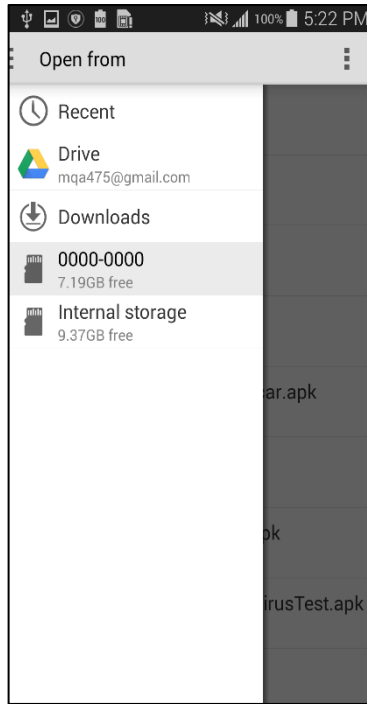 100% 5:22 PM
Open from
Recent
Drive
mqa475@gmail.com
Downloads
0000-0000
7.19GB free
Internal storage
9.37GB free
ar.apk
ok
irusTest.apk